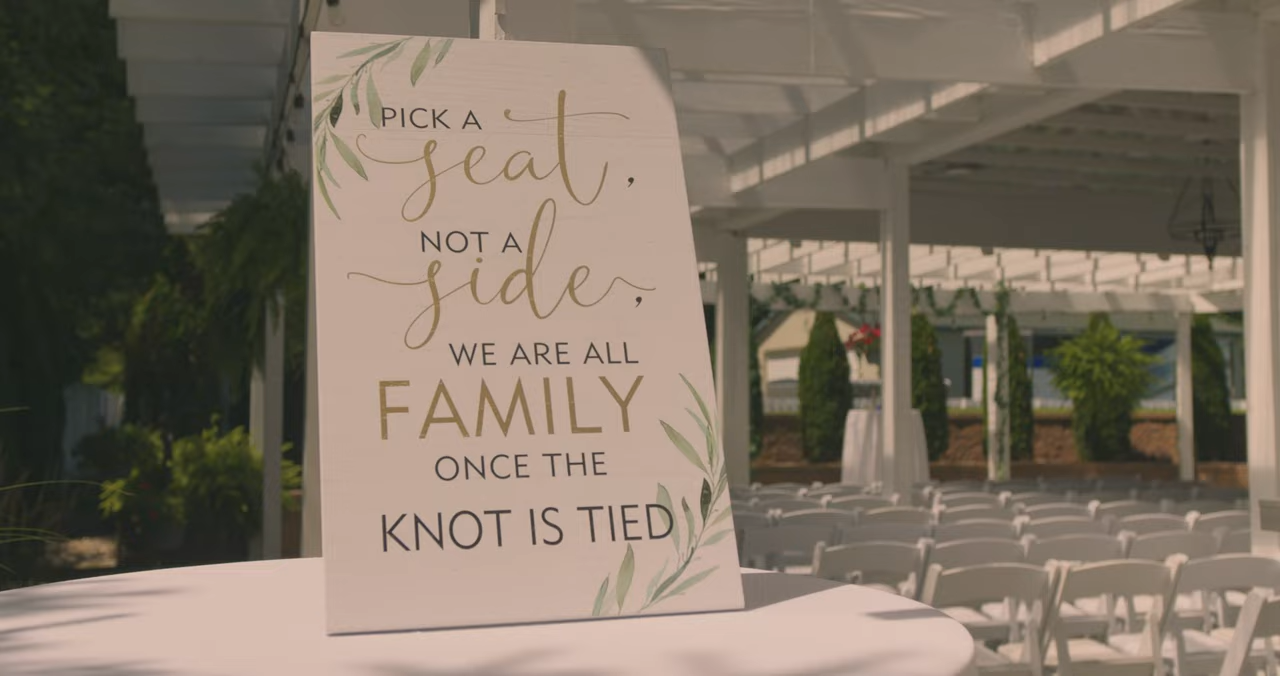 PICK A
seat,
NOT A
side,
WE ARE ALL
FAMILY
ONCE THE
KNOT IS TIED